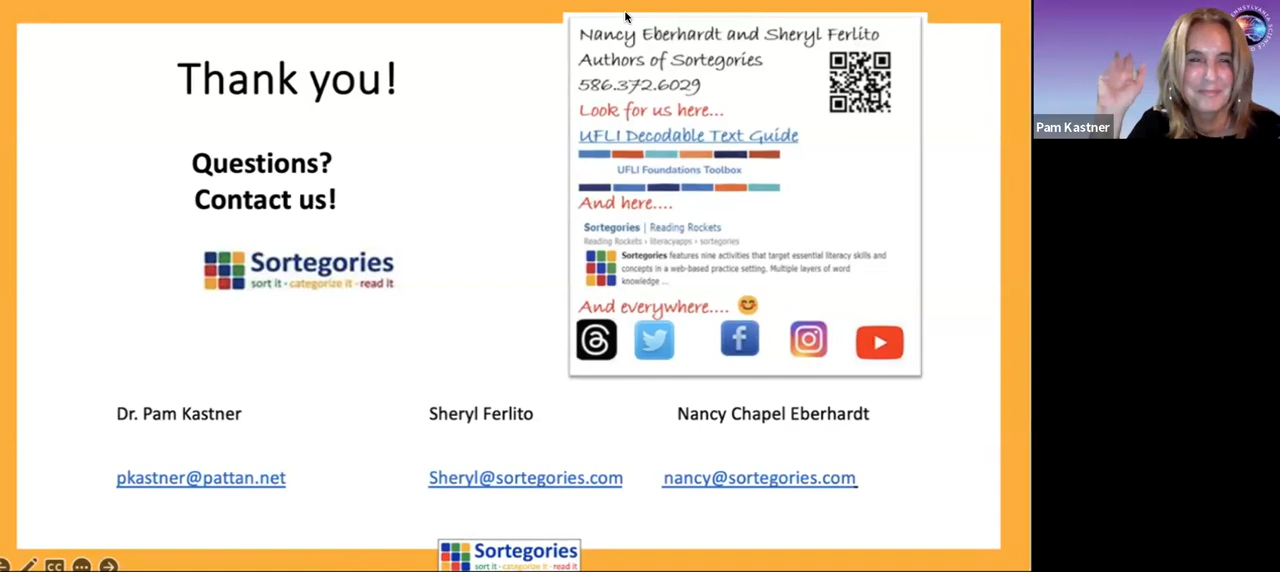 Thank you!
Questions?
Contact us!
Sortegories
sort it · categorize it · read it
Nancy Eberhardt and Sheryl Ferlito
Authors of Sortegories
586.372.6029
Look for us here...
UFLI Decodable Text Guide
UFLI Foundations Toolbox
And here....
Sortegories | Reading Rockets
Reading Rockets › literacyapps › sortegories
Sortegories features nine activities that target essential literacy skills and
concepts in a web-based practice setting. Multiple layers of word
knowledge ...
And everywhere....
Dr. Pam Kastner
Sheryl Ferlito
Nancy Chapel Eberhardt
pkastner@pattan.net
Sheryl@sortegories.com
nancy@sortegories.com
Sortegories
sort it · categorize it · read it
CC
Pam Kastner